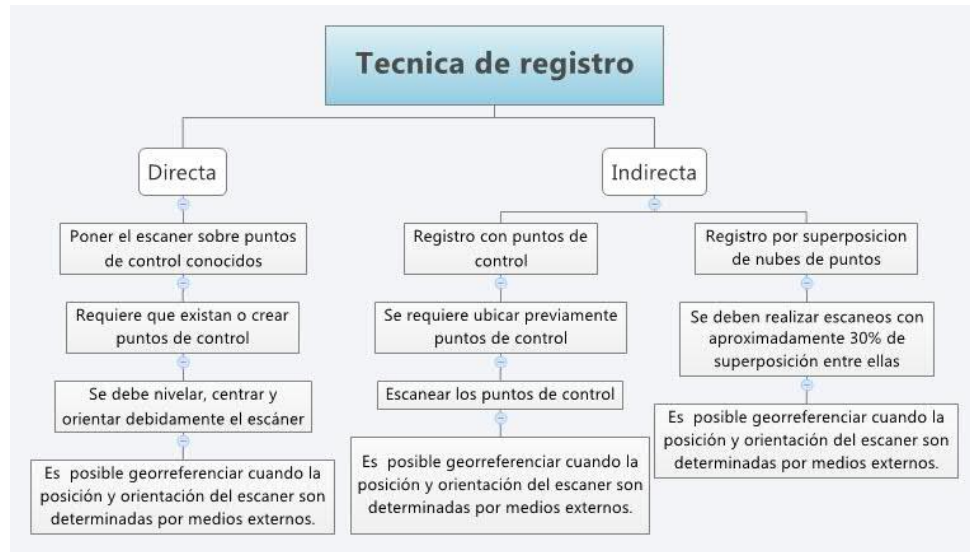 Tecnica de registro
Directa
Poner el escaner sobre puntos
de control conocidos
Requiere que existan o crear
puntos de control
Se debe nivelar, centrar y
orientar debidamente el escáner
Es posible georreferenciar cuando la
posición y orientación del escaner son
determinadas por medios externos.
Indirecta
Registro con puntos de
control
Se requiere ubicar previamente
puntos de control
Escanear los puntos de control
Es posible georreferenciar cuando la
posición y orientación del escaner son
determinadas por medios externos.
Registro por superposicion
de nubes de puntos
Se deben realizar escaneos con
aproximadamente 30% de
superposición entre ellas
Es posible georreferenciar cuando la
posición y orientación del escaner son
determinadas por medios externos.